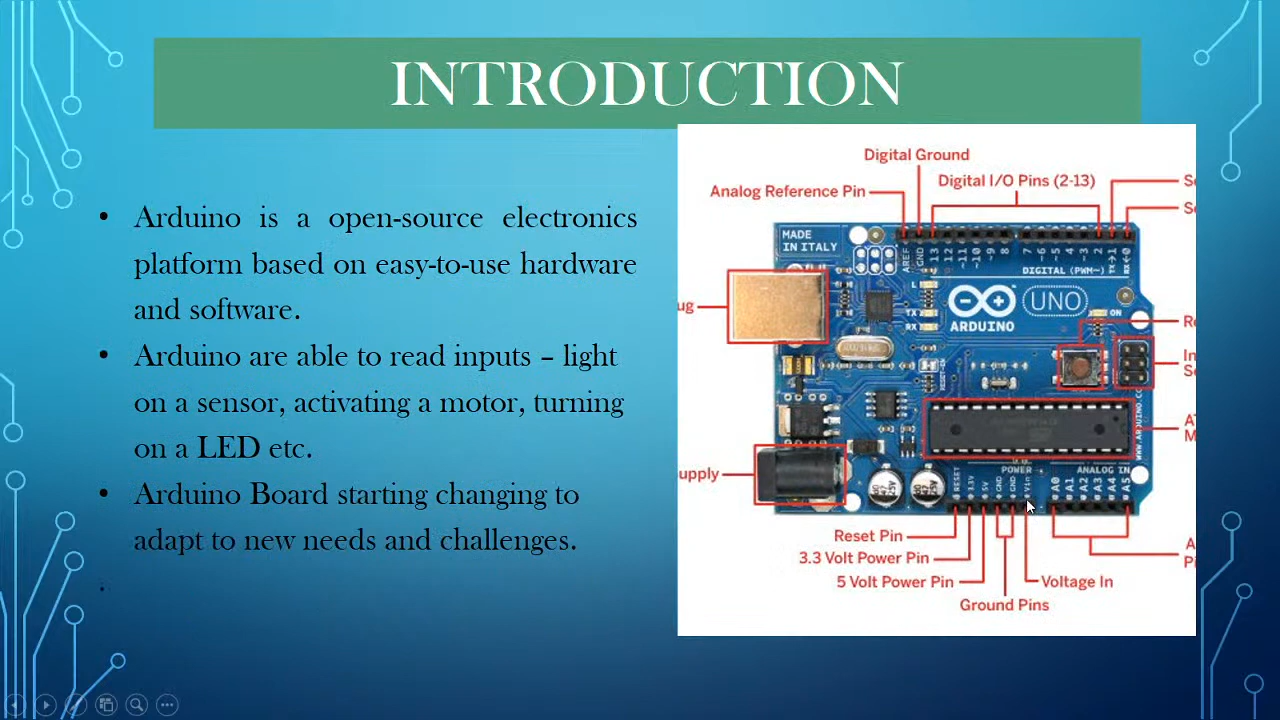 INTRODUCTION
• Arduino is a open-source electronics
platform based on easy-to-use hardware
and software.
• Arduino are able to read inputs – light
on a sensor, activating a motor, turning
on a LED etc.
• Arduino Board starting changing to
adapt to new needs and challenges.
Digital Ground
Digital I/O Pins (2-13)
Analog Reference Pin
MADE
IN ITALY
AREF
GND
13
12
~11
~10
~9
8
7
~6
~5
4
~3
2
TX→1
RX←0
DIGITAL (PWM~)
L
TX
RX
ARDUINO
UNO
ON
RESET-EN
WWW.ARDUINO.CC
POWER
ANALOG IN
RESET
3.3V
5V
GND
GND
Vin
A0
A1
A2
A3
A4
A5
upply
Reset Pin
3.3 Volt Power Pin
5 Volt Power Pin
Voltage In
Ground Pins